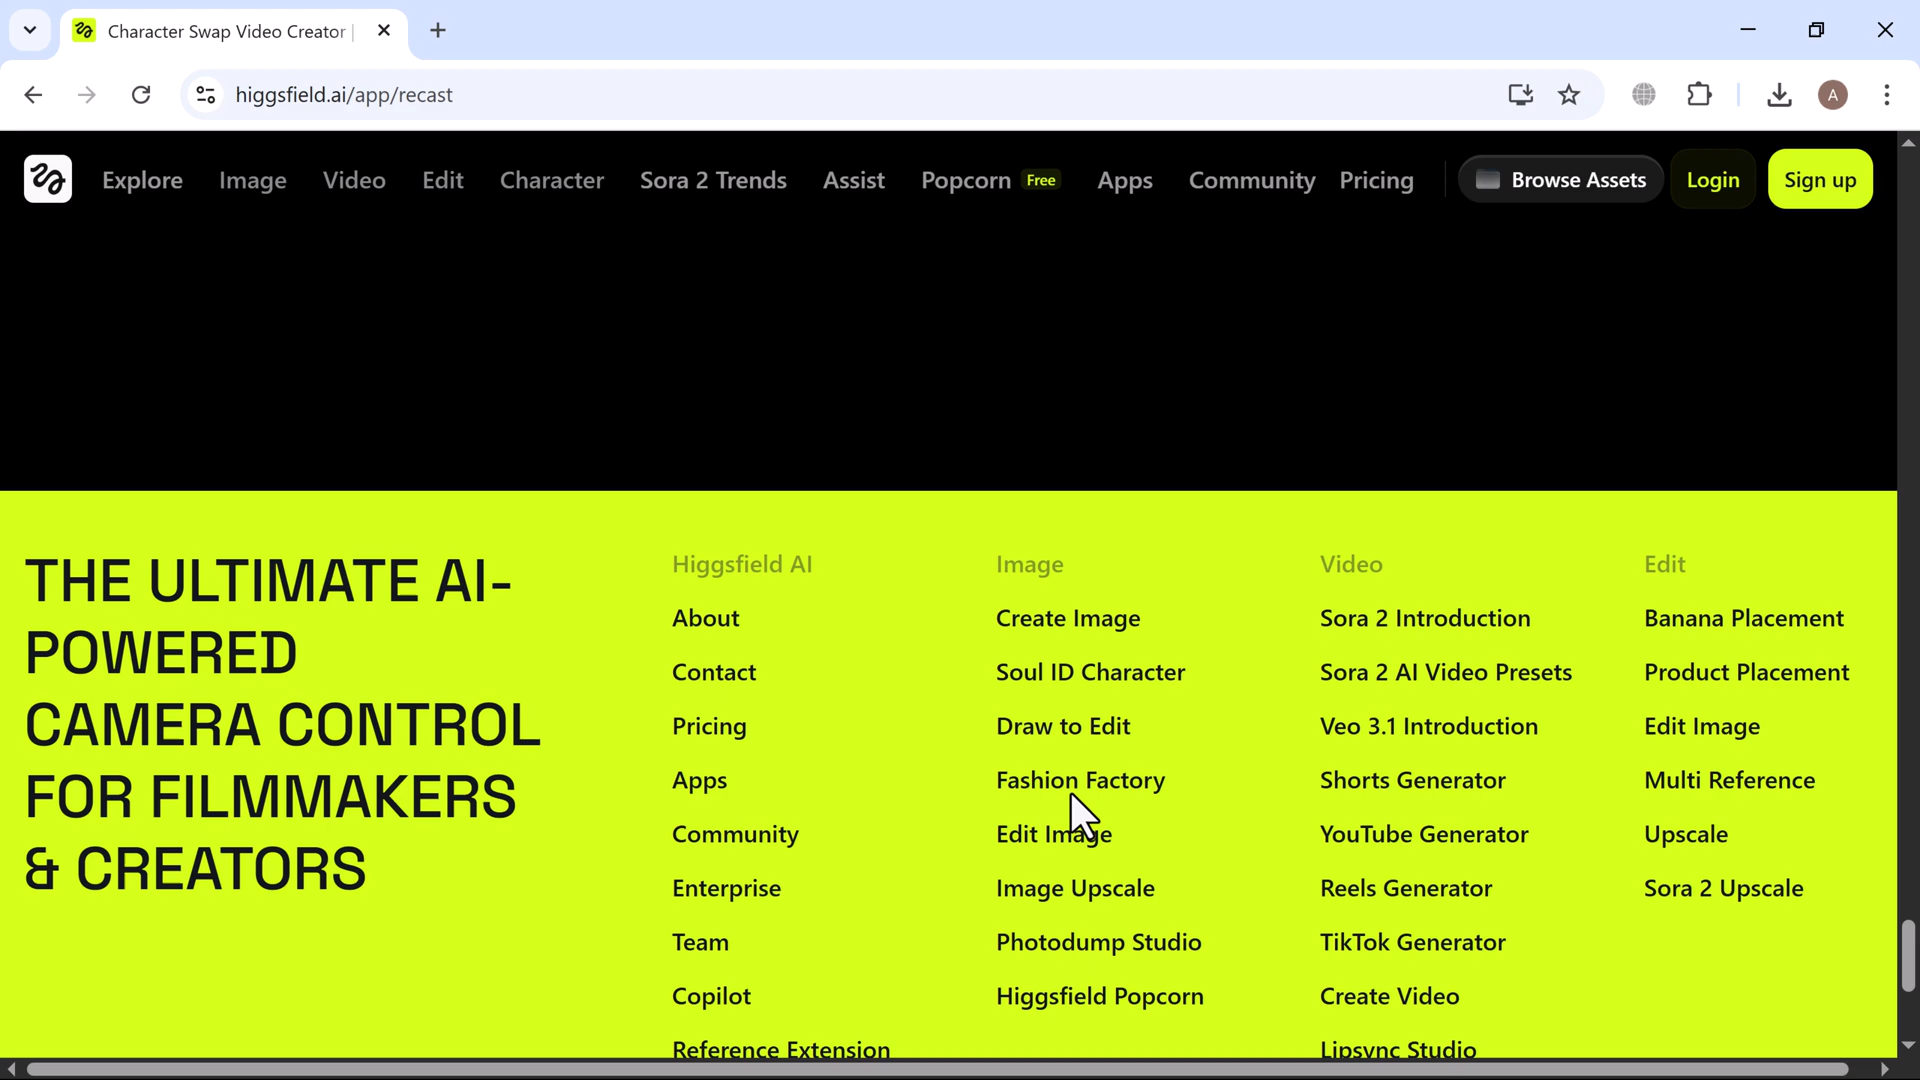 Character Swap Video Creator |
higgsfield.ai/app/recast
A
Explore
Image
Video
Edit
Character
Sora 2 Trends
Assist
Popcorn Free
Apps
Community
Pricing
Browse Assets
Login
Sign up
THE ULTIMATE AI-
POWERED
CAMERA CONTROL
FOR FILMMAKERS
& CREATORS
Higgsfield AI
About
Contact
Pricing
Apps
Community
Enterprise
Team
Copilot
Reference Extension
Image
Create Image
Soul ID Character
Draw to Edit
Fashion Factory
Edit Image
Image Upscale
Photodump Studio
Higgsfield Popcorn
Video
Sora 2 Introduction
Sora 2 AI Video Presets
Veo 3.1 Introduction
Shorts Generator
YouTube Generator
Reels Generator
TikTok Generator
Create Video
Lipsync Studio
Edit
Banana Placement
Product Placement
Edit Image
Multi Reference
Upscale
Sora 2 Upscale